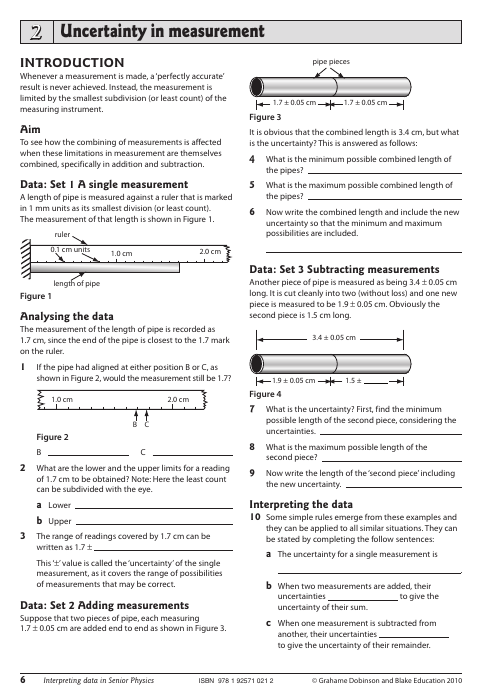 2 Uncertainty in measurement
INTRODUCTION
Whenever a measurement is made, a 'perfectly accurate'
result is never achieved. Instead, the measurement is
limited by the smallest subdivision (or least count) of the
measuring instrument.
Aim
To see how the combining of measurements is affected
when these limitations in measurement are themselves
combined, specifically in addition and subtraction.
Data: Set 1 A single measurement
A length of pipe is measured against a ruler that is marked
in 1 mm units as its smallest division (or least count).
The measurement of that length is shown in Figure 1.
ruler
0.1 cm units
1.0 cm
2.0 cm
length of pipe
Figure 1
Analysing the data
The measurement of the length of pipe is recorded as
1.7 cm, since the end of the pipe is closest to the 1.7 mark
on the ruler.
1 If the pipe had aligned at either position B or C, as
shown in Figure 2, would the measurement still be 1.7?
1.0 cm
2.0 cm
B C
Figure 2
B ________ C ________
2 What are the lower and the upper limits for a reading
of 1.7 cm to be obtained? Note: Here the least count
can be subdivided with the eye.
a Lower ________
b Upper ________
3 The range of readings covered by 1.7 cm can be
written as 1.7 ± ________
This '±' value is called the 'uncertainty' of the single
measurement, as it covers the range of possibilities
of measurements that may be correct.
Data: Set 2 Adding measurements
Suppose that two pieces of pipe, each measuring
1.7 ± 0.05 cm are added end to end as shown in Figure 3.
pipe pieces
1.7 ± 0.05 cm
1.7 ± 0.05 cm
Figure 3
It is obvious that the combined length is 3.4 cm, but what
is the uncertainty? This is answered as follows:
4 What is the minimum possible combined length of
the pipes? ________
5 What is the maximum possible combined length of
the pipes? ________
6 Now write the combined length and include the new
uncertainty so that the minimum and maximum
possibilities are included.
________
Data: Set 3 Subtracting measurements
Another piece of pipe is measured as being 3.4 ± 0.05 cm
long. It is cut cleanly into two (without loss) and one new
piece is measured to be 1.9 ± 0.05 cm. Obviously the
second piece is 1.5 cm long.
3.4 ± 0.05 cm
1.9 ± 0.05 cm
1.5 ± ________
Figure 4
7 What is the uncertainty? First, find the minimum
possible length of the second piece, considering the
uncertainties. ________
8 What is the maximum possible length of the
second piece? ________
9 Now write the length of the 'second piece' including
the new uncertainty. ________
Interpreting the data
10 Some simple rules emerge from these examples and
they can be applied to all similar situations. They can
be stated by completing the follow sentences:
a The uncertainty for a single measurement is
________
b When two measurements are added, their
uncertainties ________ to give the
uncertainty of their sum.
c When one measurement is subtracted from
another, their uncertainties ________
to give the uncertainty of their remainder.
6 Interpreting data in Senior Physics ISBN 978 1 92571 021 2 © Grahame Dobinson and Blake Education 2010